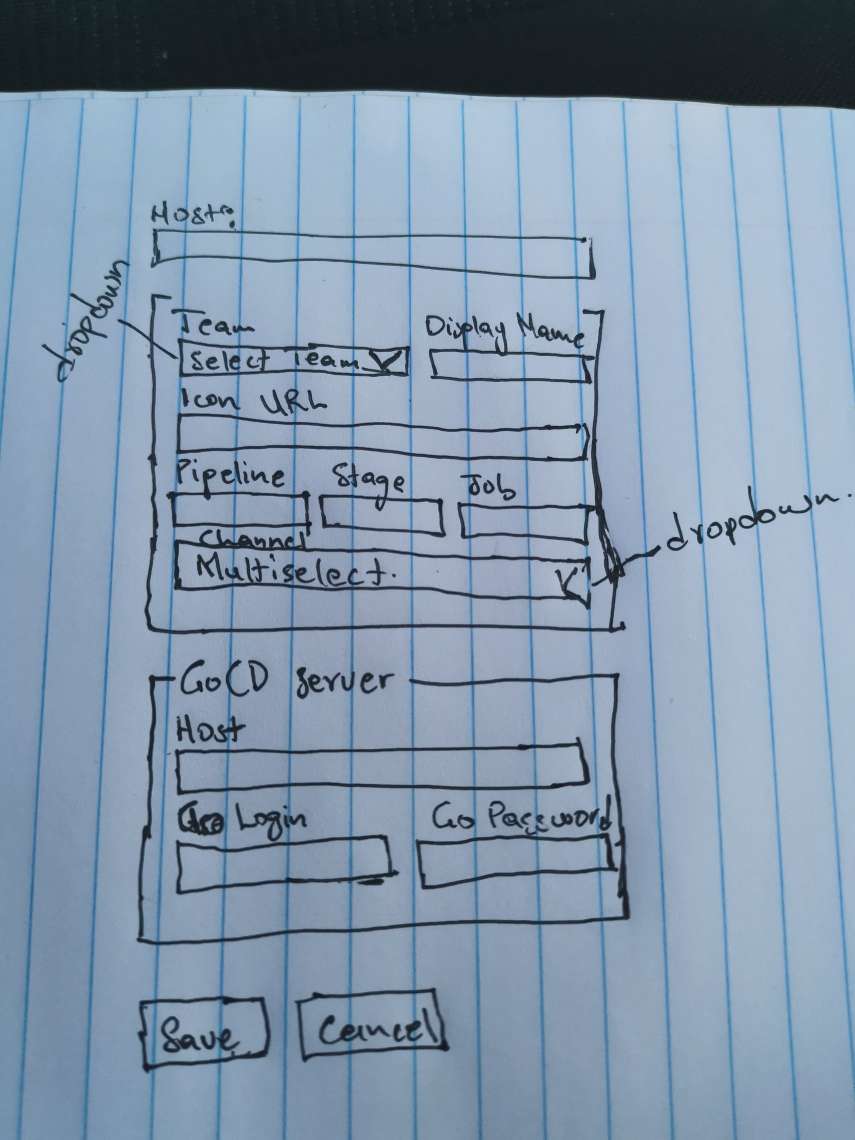 Host:
dropdown
Team
Display Name
Select Team
Icon URL
Pipeline
Stage
Job
Channel
Multiselect.
dropdown.
GoCD server
Host
Go Login
Go Password
Save
Cancel